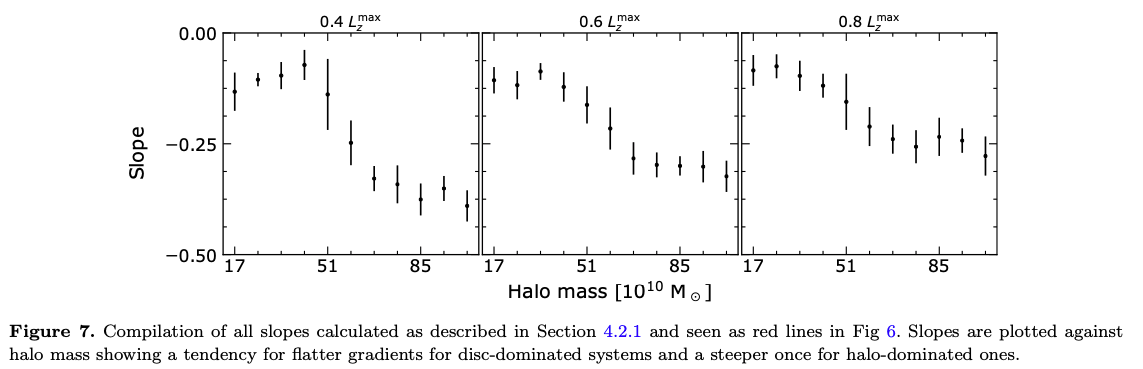 0.4 L_z^max
0.6 L_z^max
0.8 L_z^max
0.00
−0.25
−0.50
Slope
17 51 85
17 51 85
17 51 85
Halo mass [10^10 M_⊙]
Figure 7. Compilation of all slopes calculated as described in Section 4.2.1 and seen as red lines in Fig 6. Slopes are plotted against
halo mass showing a tendency for flatter gradients for disc-dominated systems and a steeper once for halo-dominated ones.